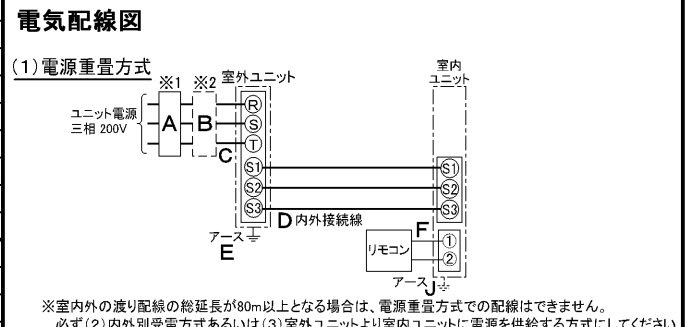 電気配線図
(1)電源重畳方式
※1 ※2 室外ユニット
室内
ユニット
ユニット電源
三相 200V
A
B
C
R
S
T
S1
S2
S3
S1
S2
S3
D 内外接続線
アース
E
リモコン
F
1
2
アース
J
※室内外の渡り配線の総延長が80m以上となる場合は、電源重畳方式での配線はできません。
必ず(2)内外別受電方式あるいは(3)室外ユニットより室内ユニットに電源を供給する方式にしてください